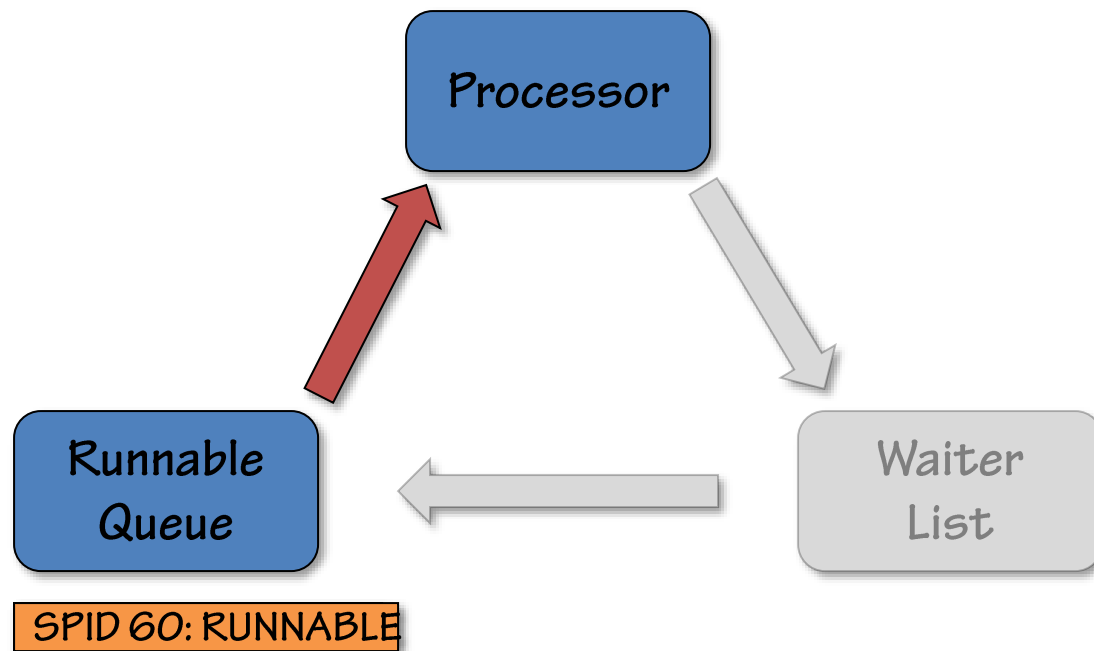 Processor
Runnable
Queue
Waiter
List
SPID 60: RUNNABLE